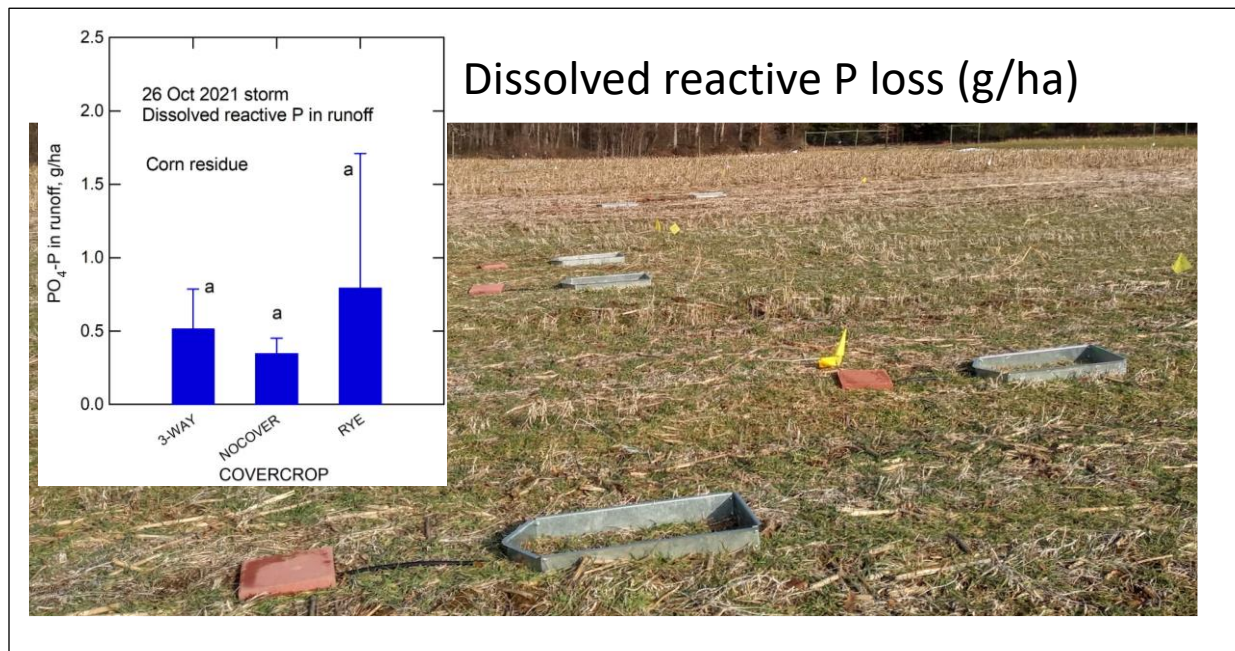 Dissolved reactive P loss (g/ha)
2.5
2.0
1.5
1.0
0.5
0.0
PO₄-P in runoff, g/ha
26 Oct 2021 storm
Dissolved reactive P in runoff
Corn residue
a
a
a
3-WAY
NOCOVER
RYE
COVERCROP